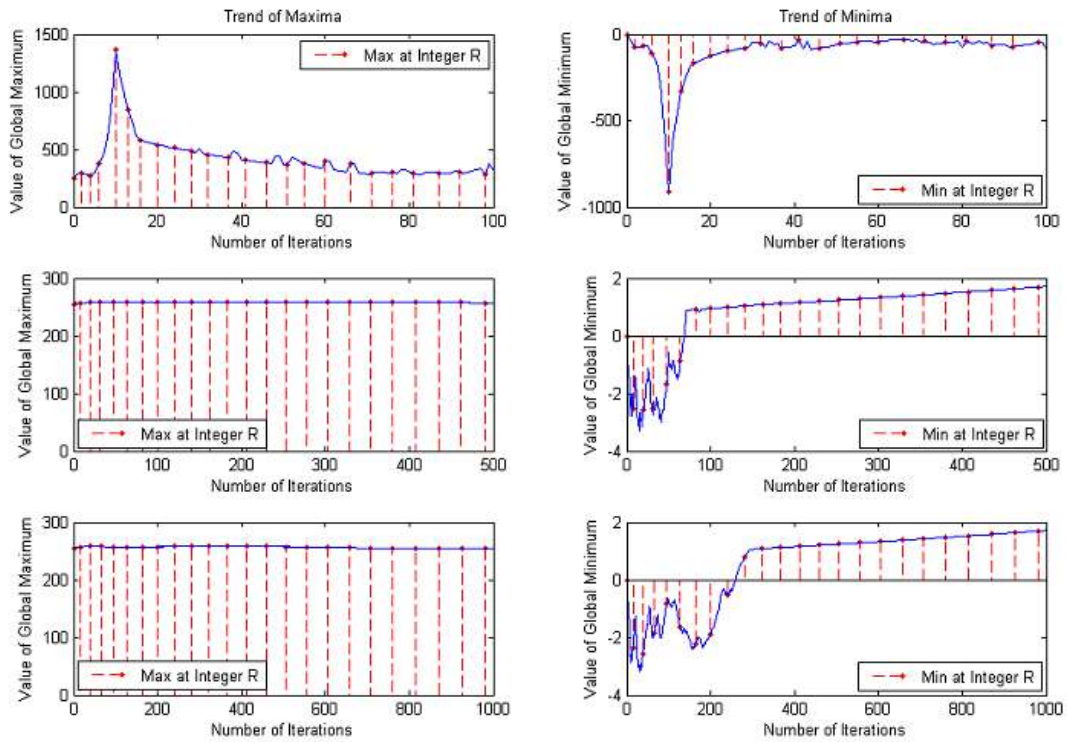 Trend of Maxima
Value of Global Maximum
1500
1000
500
0
0 20 40 60 80 100
Number of Iterations
Max at Integer R
Trend of Minima
Value of Global Minimum
0
-500
-1000
0 20 40 60 80 100
Number of Iterations
Min at Integer R
Value of Global Maximum
300
200
100
0
0 100 200 300 400 500
Number of Iterations
Max at Integer R
Value of Global Minimum
2
0
-2
-4
0 100 200 300 400 500
Number of Iterations
Min at Integer R
Value of Global Maximum
300
200
100
0
0 200 400 600 800 1000
Number of Iterations
Max at Integer R
Value of Global Minimum
2
0
-2
-4
0 200 400 600 800 1000
Number of Iterations
Min at Integer R